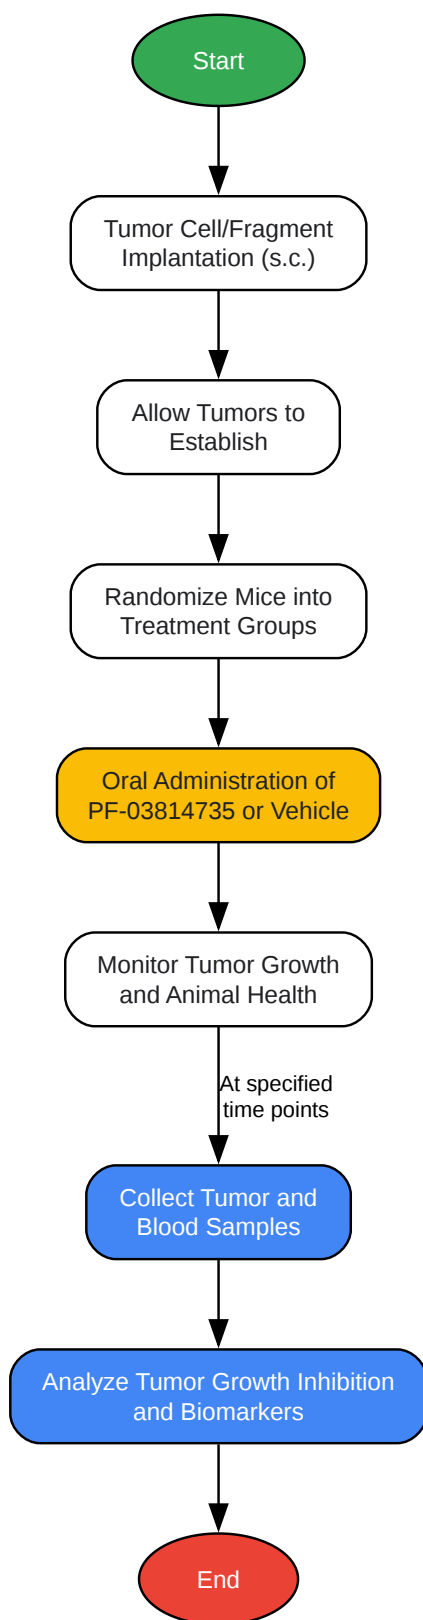 Start
Tumor Cell/Fragment
Implantation (s.c.)
Allow Tumors to
Establish
Randomize Mice into
Treatment Groups
Oral Administration of
PF-03814735 or Vehicle
Monitor Tumor Growth
and Animal Health
At specified
time points
Collect Tumor and
Blood Samples
Analyze Tumor Growth Inhibition
and Biomarkers
End